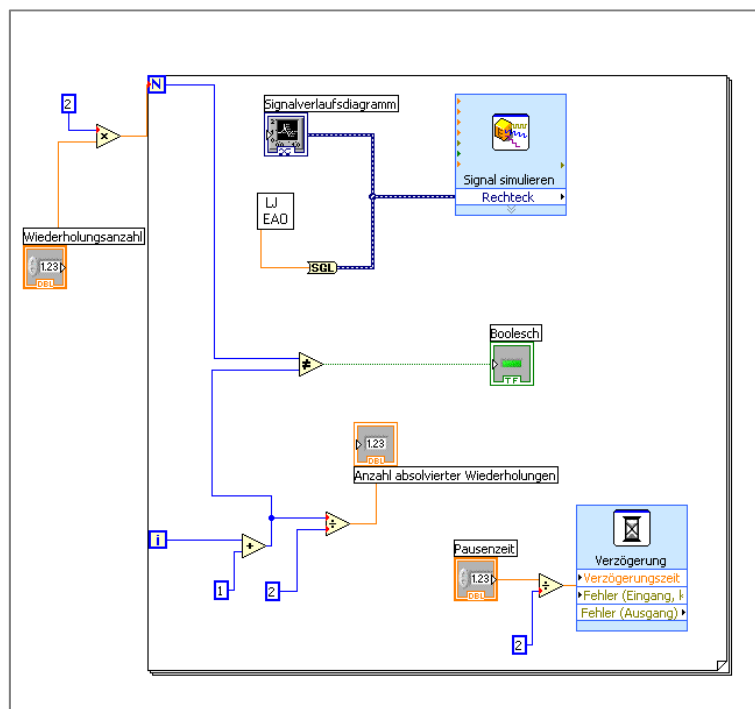 N
2
Signalverlaufsdiagramm
×
Signal simulieren
Rechteck
LJ
EAO
Wiederholungsanzahl
1.23
DBL
SGL
Boolesch
≠
TF
1.23
DBL
Anzahl absolvierter Wiederholungen
÷
i
+
1
2
Pausenzeit
1.23
DBL
÷
2
Verzögerung
Verzögerungszeit
Fehler (Eingang, k
Fehler (Ausgang)